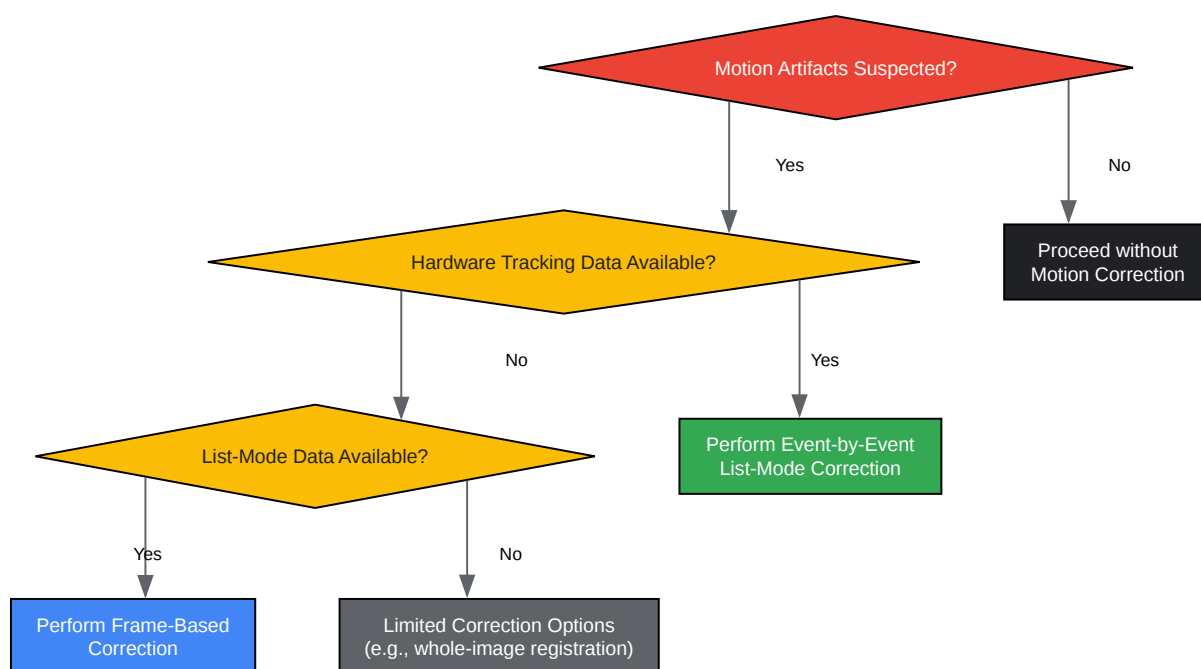 Motion Artifacts Suspected?
Yes
No
Hardware Tracking Data Available?
Proceed without
Motion Correction
No
Yes
List-Mode Data Available?
Perform Event-by-Event
List-Mode Correction
Yes
No
Perform Frame-Based
Correction
Limited Correction Options
(e.g., whole-image registration)